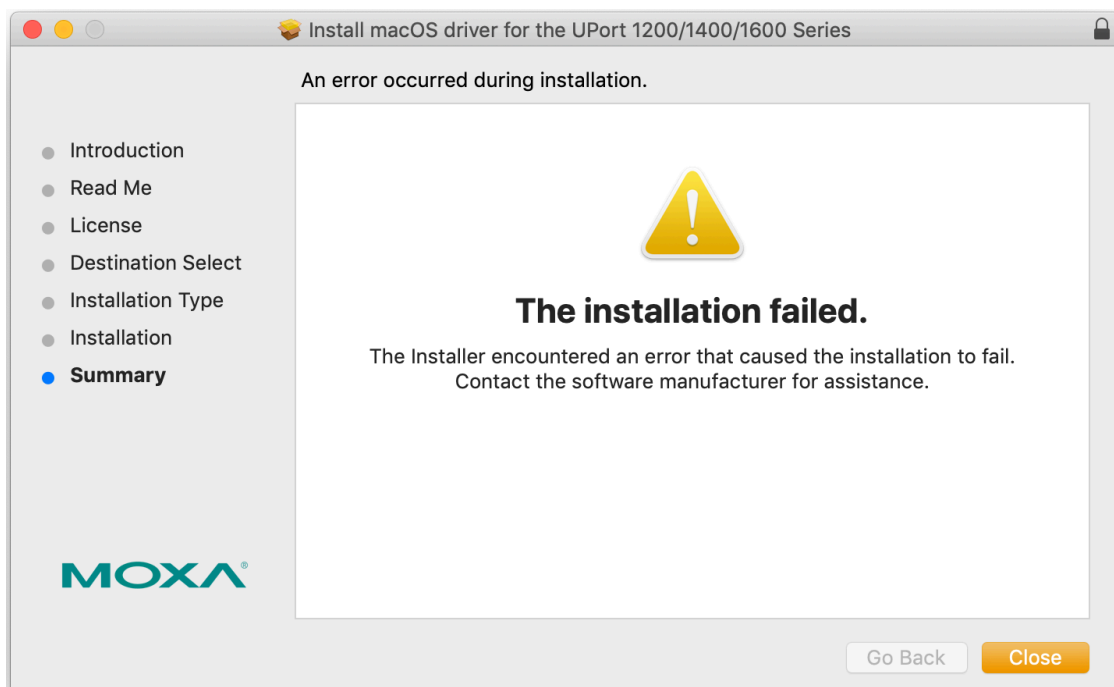 Install macOS driver for the UPort 1200/1400/1600 Series
An error occurred during installation.
Introduction
Read Me
License
Destination Select
Installation Type
Installation
Summary
The installation failed.
The Installer encountered an error that caused the installation to fail.
Contact the software manufacturer for assistance.
MOXA®
Go Back
Close